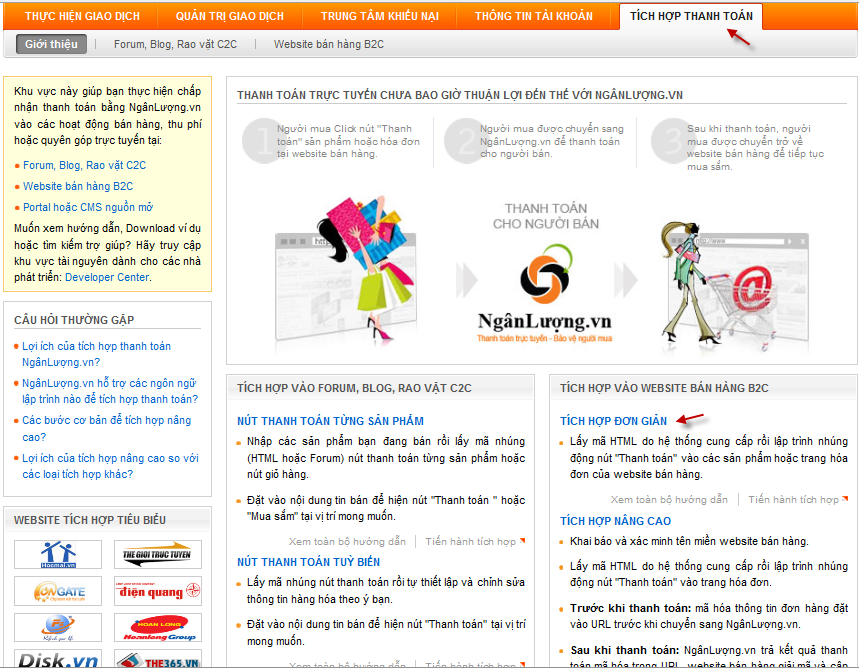 THỰC HIỆN GIAO DỊCH
QUẢN TRỊ GIAO DỊCH
TRUNG TÂM KHIẾU NẠI
THÔNG TIN TÀI KHOẢN
TÍCH HỢP THANH TOÁN
Giới thiệu
Forum, Blog, Rao vặt C2C
Website bán hàng B2C
Khu vực này giúp bạn thực hiện chấp
nhận thanh toán bằng NgânLượng.vn
vào các hoạt động bán hàng, thu phí
hoặc quyên góp trực tuyến tại:
Forum, Blog, Rao vặt C2C
Website bán hàng B2C
Portal hoặc CMS nguồn mở
Muốn xem hướng dẫn, Download ví dụ
hoặc tìm kiếm trợ giúp? Hãy truy cập
khu vực tài nguyên dành cho các nhà
phát triển: Developer Center.
CÂU HỎI THƯỜNG GẶP
Lợi ích của tích hợp thanh toán
NgânLượng.vn?
NgânLượng.vn hỗ trợ các ngôn ngữ
lập trình nào để tích hợp thanh toán?
Các bước cơ bản để tích hợp nâng
cao?
Lợi ích của tích hợp nâng cao so với
các loại tích hợp khác?
WEBSITE TÍCH HỢP TIÊU BIỂU
Hocmai.vn
THE GIOI TRUC TUYEN
ONGATE
điện quang
HOAN LONG
Hoanlong Group
Disk.vn
THE365.VN
THANH TOÁN TRỰC TUYẾN CHƯA BAO GIỜ THUẬN LỢI ĐẾN THẾ VỚI NGÂNLƯỢNG.VN
1
Người mua Click nút "Thanh
toán" sản phẩm hoặc hóa đơn
tại website bán hàng.
2
Người mua được chuyển sang
NgânLượng.vn để thanh toán
cho người bán.
3
Sau khi thanh toán, người
mua được chuyển trở về
website bán hàng để tiếp tục
mua sắm.
THANH TOÁN
CHO NGƯỜI BÁN
NgânLượng.vn
Thanh toán trực tuyến - Bảo vệ người mua
TÍCH HỢP VÀO FORUM, BLOG, RAO VẶT C2C
NÚT THANH TOÁN TỪNG SẢN PHẨM
Nhập các sản phẩm bạn đang bán rồi lấy mã nhúng
(HTML hoặc Forum) nút thanh toán từng sản phẩm hoặc
nút giỏ hàng.
Đặt vào nội dung tin bán để hiện nút "Thanh toán " hoặc
"Mua sắm" tại vị trí mong muốn.
Xem toàn bộ hướng dẫn
Tiến hành tích hợp
NÚT THANH TOÁN TUỲ BIẾN
Lấy mã nhúng nút thanh toán rồi tự thiết lập và chỉnh sửa
thông tin hàng hóa theo ý bạn.
Đặt vào nội dung tin bán để hiện nút "Thanh toán" tại vị trí
mong muốn.
Xem toàn bộ hướng dẫn
Tiến hành tích hợp
TÍCH HỢP VÀO WEBSITE BÁN HÀNG B2C
TÍCH HỢP ĐƠN GIẢN
Lấy mã HTML do hệ thống cung cấp rồi lập trình nhúng
động nút "Thanh toán" vào các sản phẩm hoặc trang hóa
đơn của website bán hàng.
Xem toàn bộ hướng dẫn
Tiến hành tích hợp
TÍCH HỢP NÂNG CAO
Khai báo và xác minh tên miền website bán hàng.
Lấy mã HTML do hệ thống cung cấp rồi lập trình nhúng
động nút "Thanh toán" vào trang hóa đơn.
Trước khi thanh toán: mã hóa thông tin đơn hàng đặt
vào URL trước khi chuyển sang NgânLượng.vn.
Sau khi thanh toán: NgânLượng.vn trả kết quả thanh
toán mã hóa trong URL, website bán hàng giải mã và cập